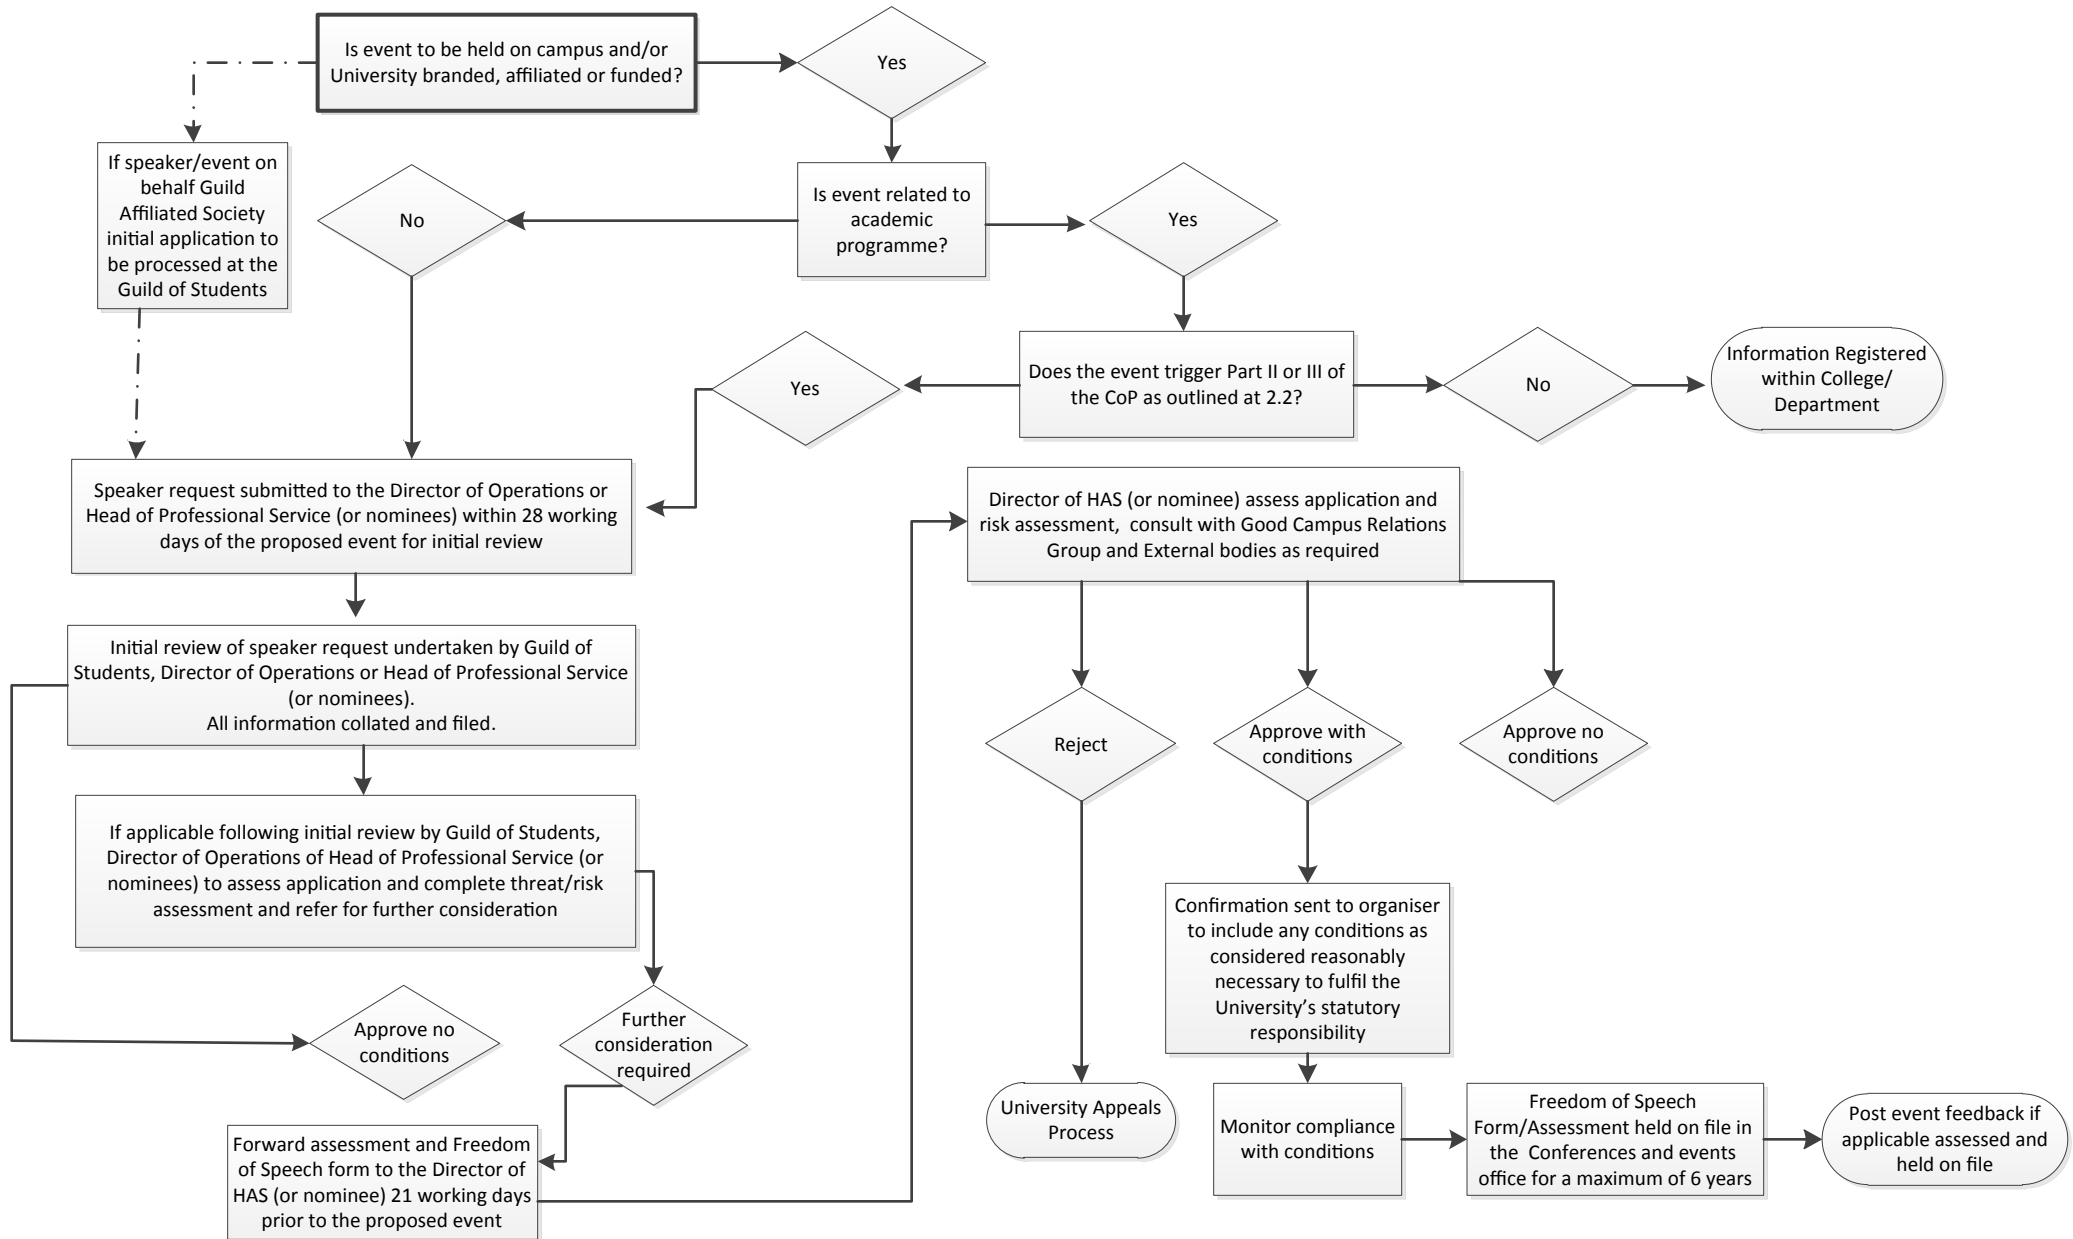 Is event to be held on campus and/or
University branded, affiliated or funded?
Yes
If speaker/event on
behalf Guild
Affiliated Society
initial application to
be processed at the
Guild of Students
No
Is event related to
academic
programme?
Yes
Yes
Does the event trigger Part II or III of
the CoP as outlined at 2.2?
No
Information Registered
within College/
Department
Speaker request submitted to the Director of Operations or
Head of Professional Service (or nominees) within 28 working
days of the proposed event for initial review
Director of HAS (or nominee) assess application and
risk assessment, consult with Good Campus Relations
Group and External bodies as required
Initial review of speaker request undertaken by Guild of
Students, Director of Operations or Head of Professional Service
(or nominees).
All information collated and filed.
Reject
Approve with
conditions
Approve no
conditions
If applicable following initial review by Guild of Students,
Director of Operations of Head of Professional Service (or
nominees) to assess application and complete threat/risk
assessment and refer for further consideration
Confirmation sent to organiser
to include any conditions as
considered reasonably
necessary to fulfil the
University’s statutory
responsibility
Approve no
conditions
Further
consideration
required
Forward assessment and Freedom
of Speech form to the Director of
HAS (or nominee) 21 working days
prior to the proposed event
University Appeals
Process
Monitor compliance
with conditions
Freedom of Speech
Form/Assessment held on file in
the Conferences and events
office for a maximum of 6 years
Post event feedback if
applicable assessed and
held on file